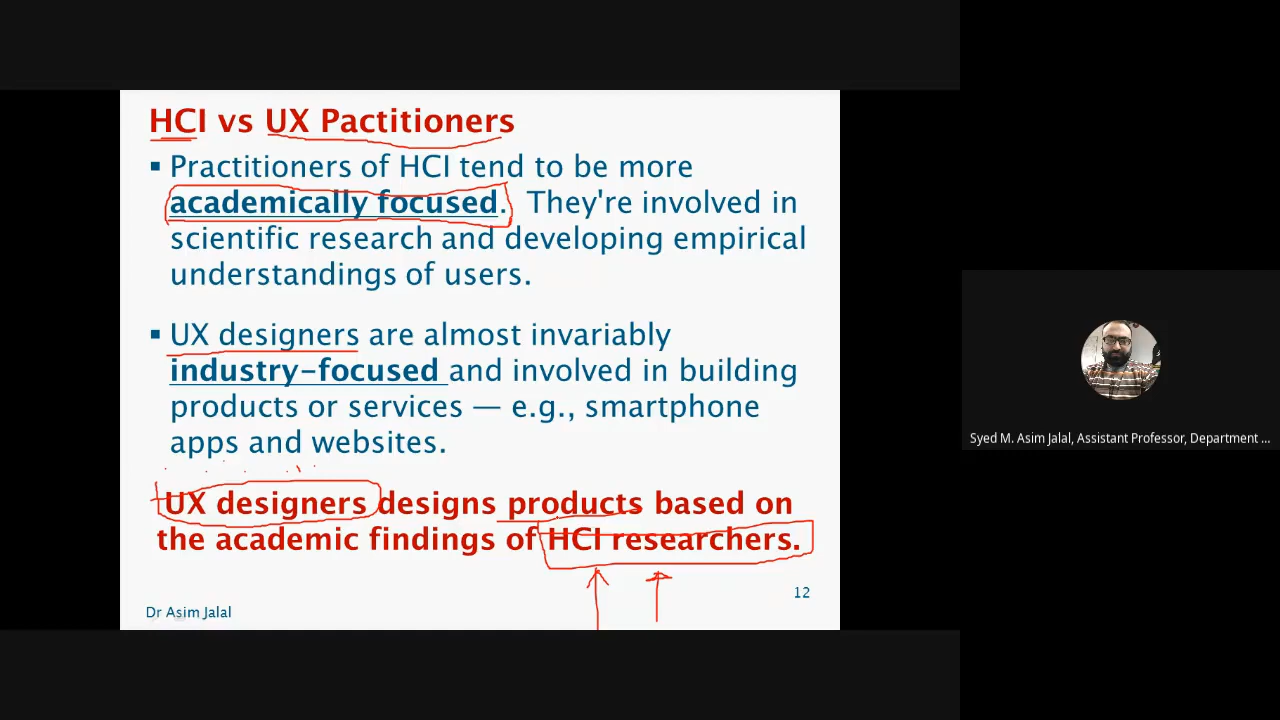 HCI vs UX Pactitioners
▪ Practitioners of HCI tend to be more
academically focused. They're involved in
scientific research and developing empirical
understandings of users.
▪ UX designers are almost invariably
industry-focused and involved in building
products or services — e.g., smartphone
apps and websites.
UX designers designs products based on
the academic findings of HCI researchers.
12
Dr Asim Jalal
Syed M. Asim Jalal, Assistant Professor, Department ...